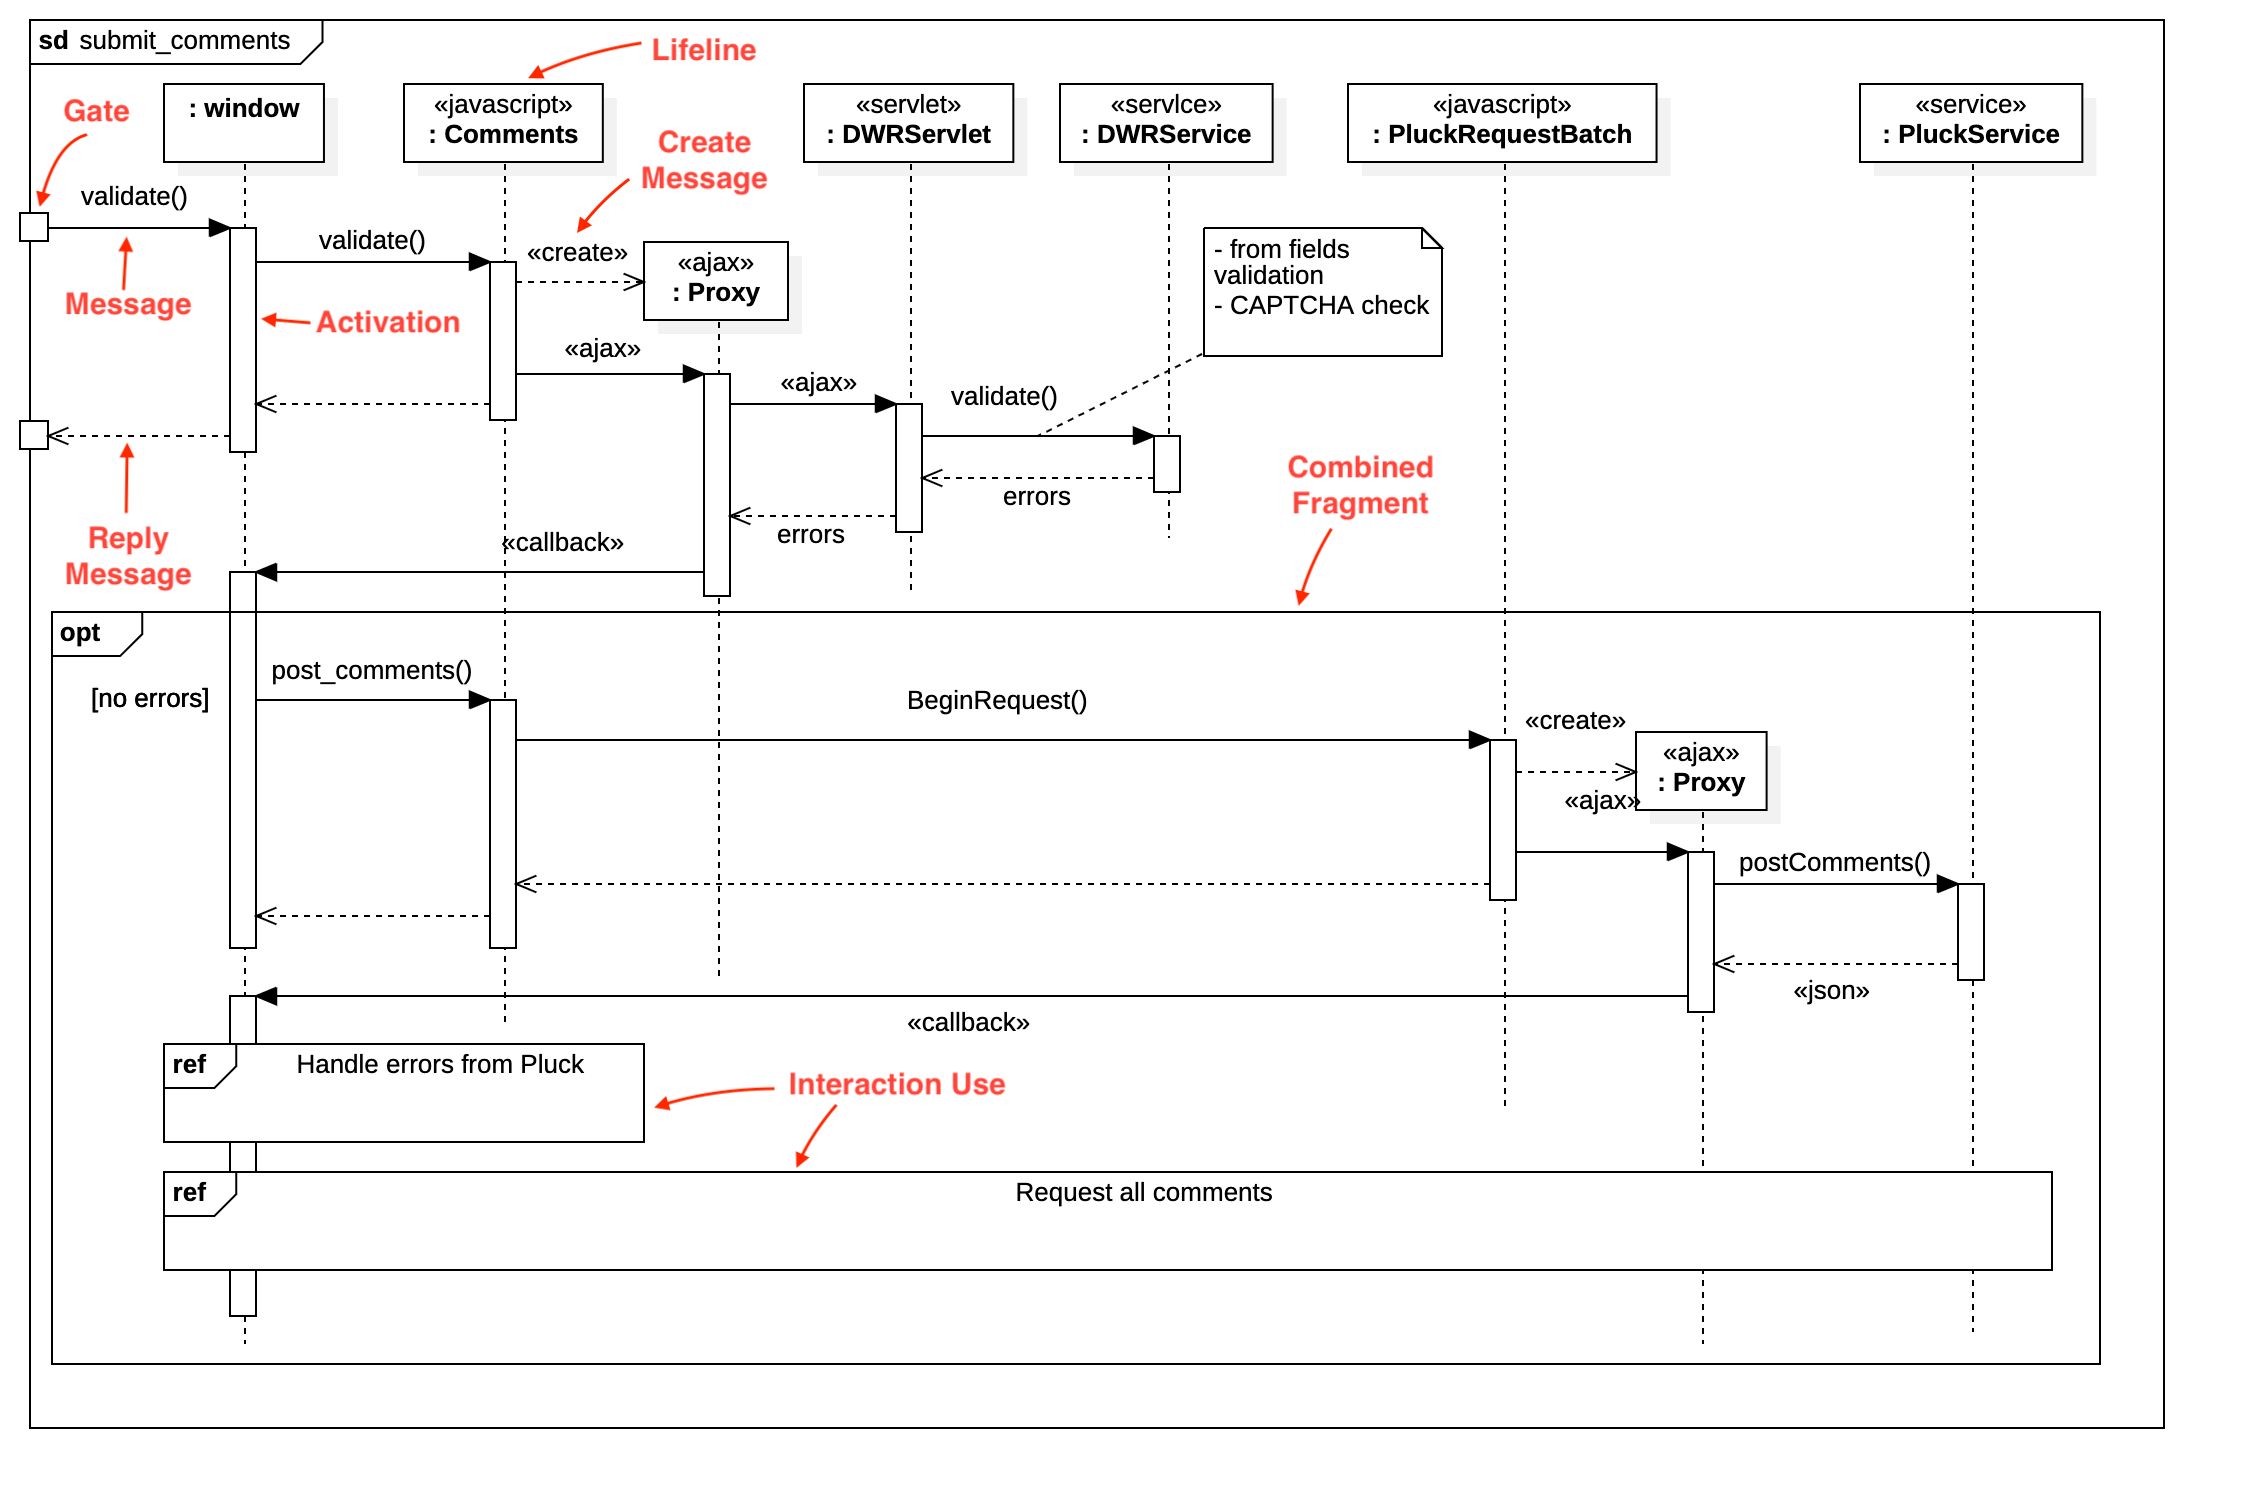 sd submit_comments
Lifeline
Gate
: window
«javascript»
: Comments
«servlet»
: DWRServlet
«servlce»
: DWRService
«javascript»
: PluckRequestBatch
«service»
: PluckService
Create
Message
validate()
validate()
«create»
«ajax»
: Proxy
- from fields
validation
- CAPTCHA check
Message
Activation
«ajax»
«ajax»
validate()
Combined
Fragment
errors
errors
Reply
Message
«callback»
opt
post_comments()
[no errors]
BeginRequest()
«create»
«ajax»
: Proxy
«ajax»
postComments()
«json»
«callback»
ref
Handle errors from Pluck
Interaction Use
ref
Request all comments